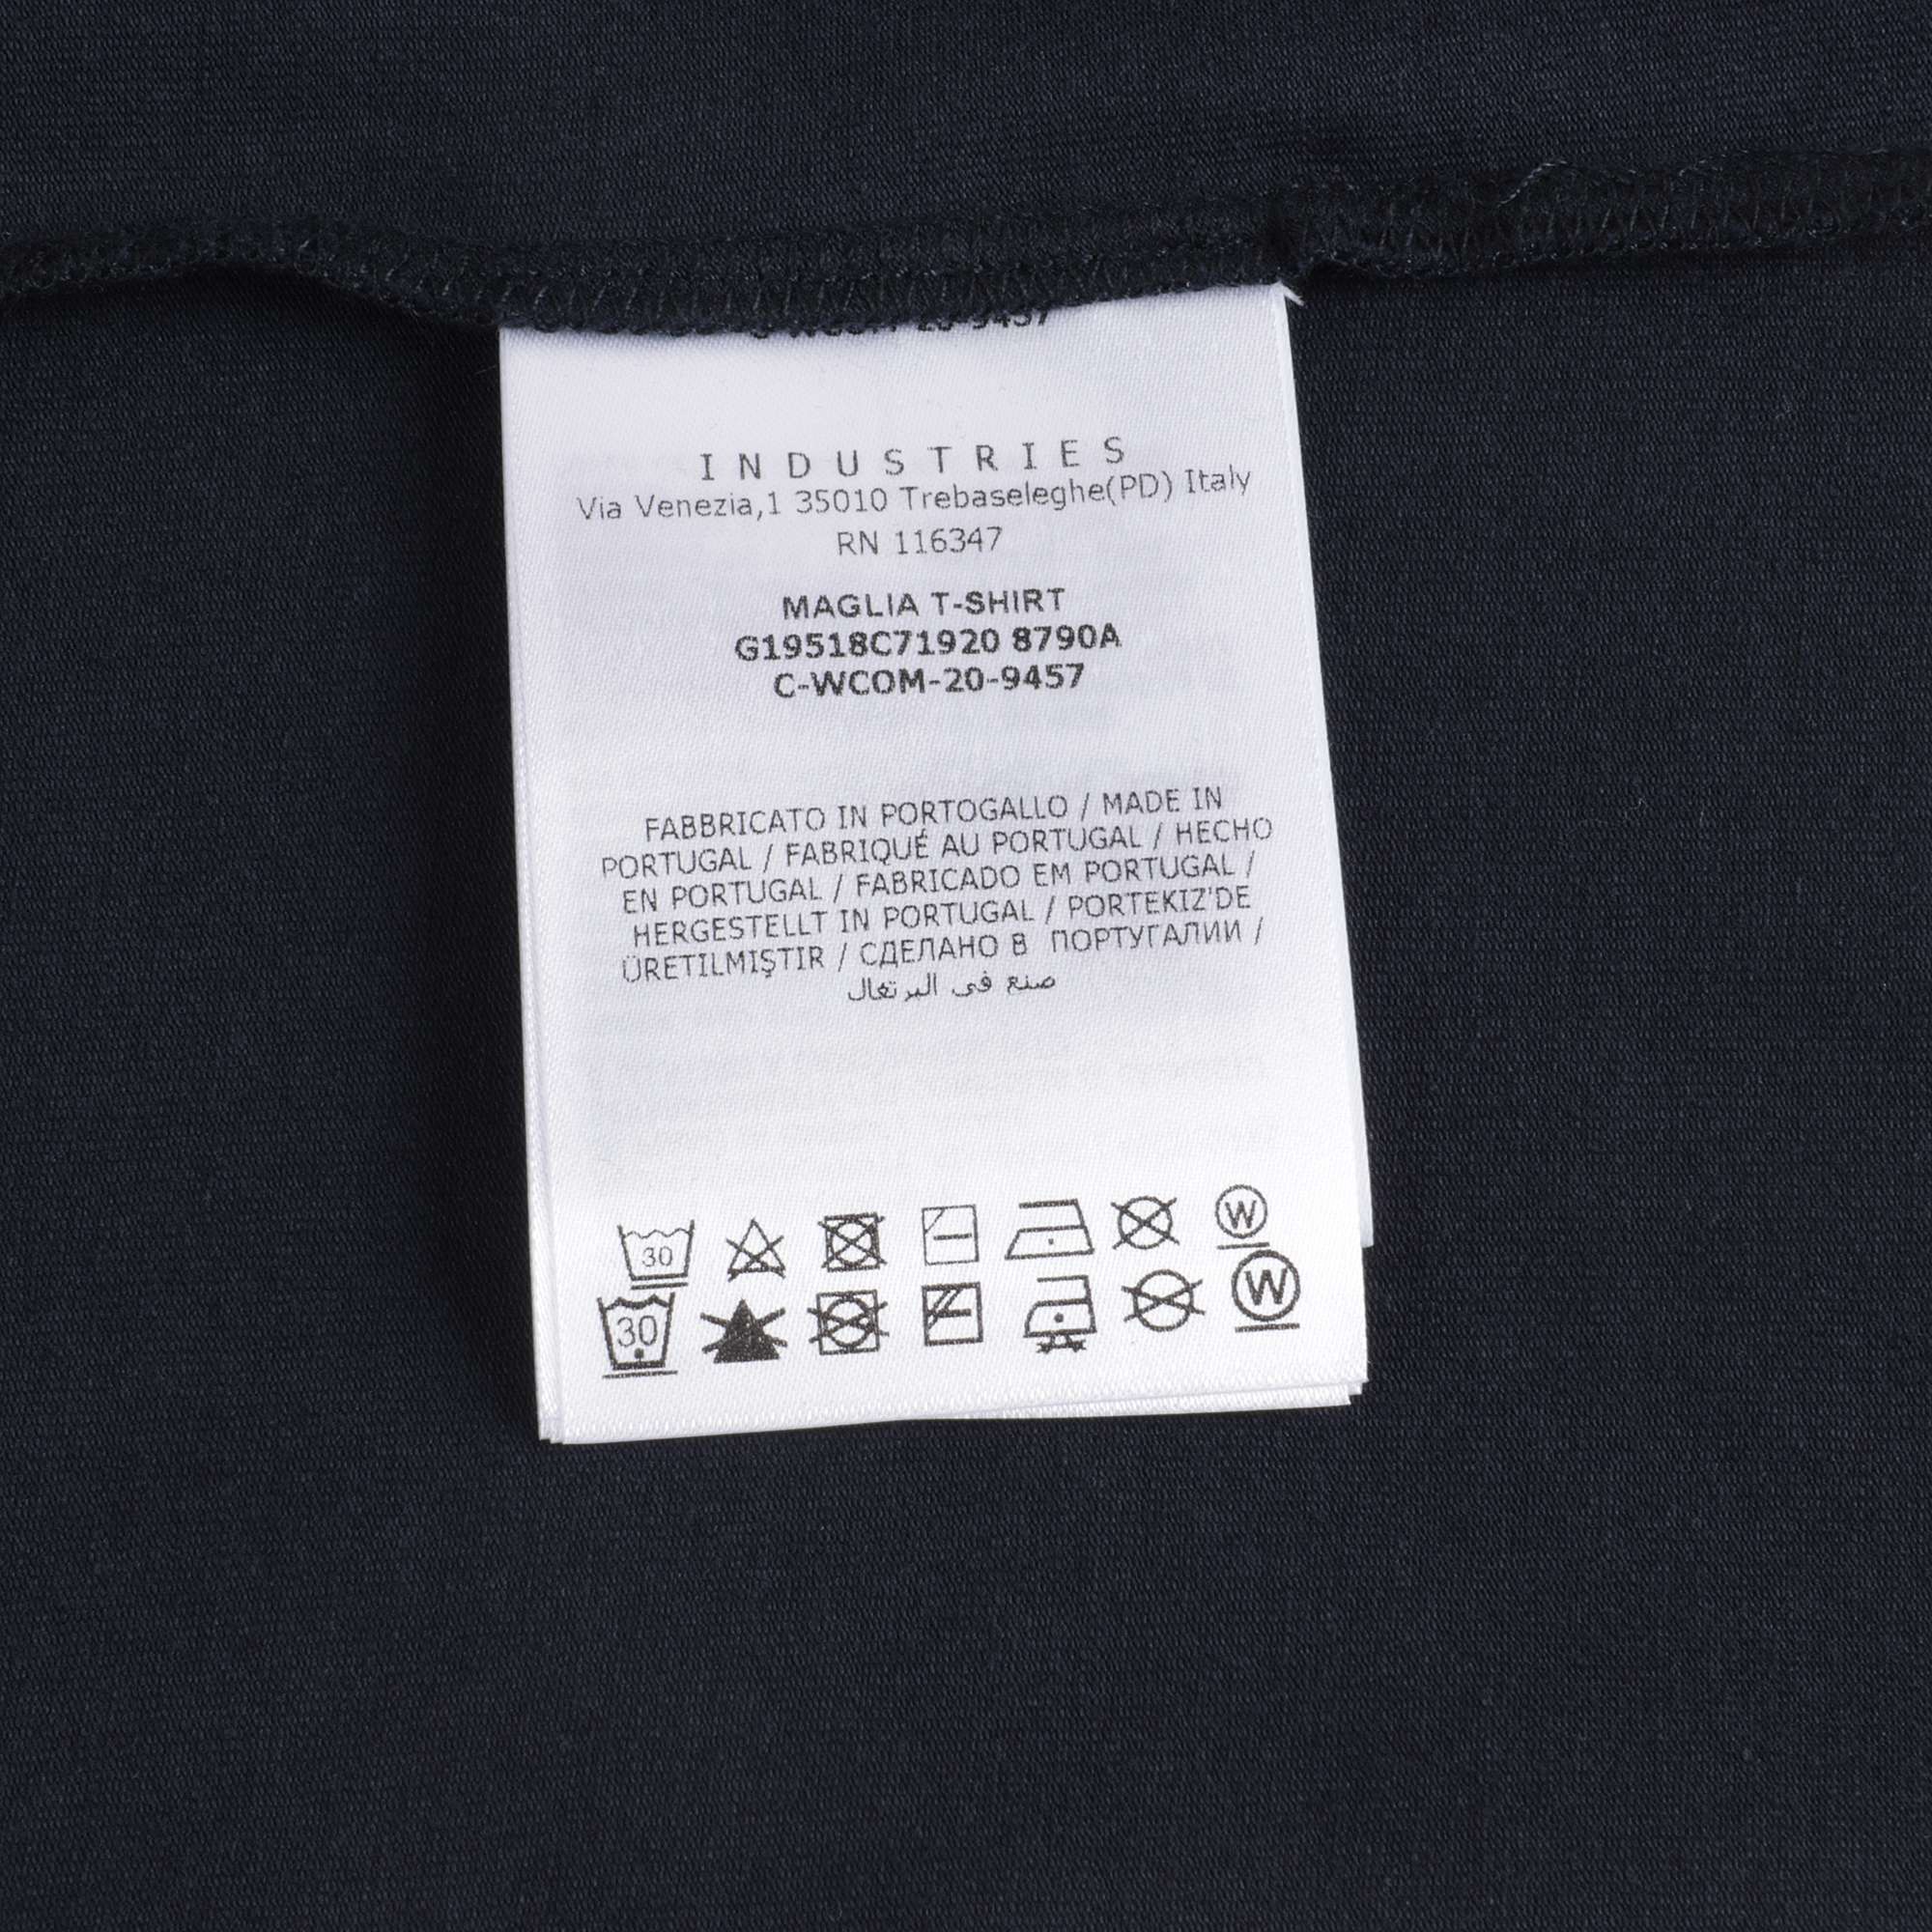 INDUSTRIES
Via Venezia,1 35010 Trebaseleghe(PD) Italy
RN 116347
MAGLIA T-SHIRT
G19518C71920 8790A
C-WCOM-20-9457
FABBRICATO IN PORTOGALLO / MADE IN
PORTUGAL / FABRIQUÉ AU PORTUGAL / HECHO
EN PORTUGAL / FABRICADO EM PORTUGAL /
HERGESTELLT IN PORTUGAL / PORTEKIZ'DE
ÜRETILMIŞTIR / СДЕЛАНО В ПОРТУГАЛИИ /
صنع في البرتغال
30 W
30 W